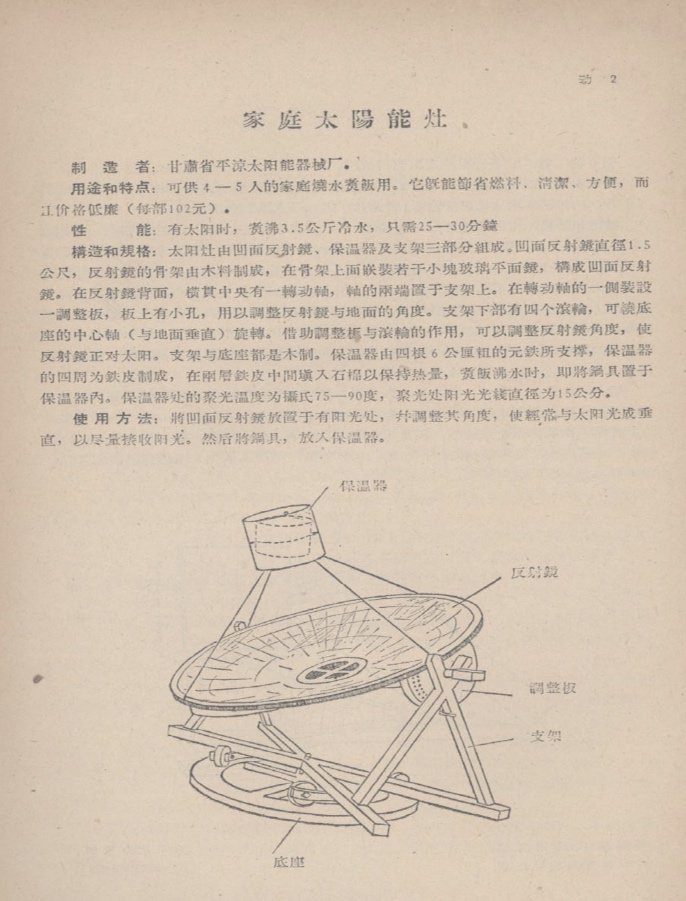 动 2
家庭太陽能灶
制造者：甘肅省平凉太阳能器械厂。
用途和特点：可供4—5人的家庭燒水煑飯用。它旣能節省燃料、清潔、方便，而
且价格低廉（每部102元）。
性能：有太阳时，煑沸3.5公斤冷水，只需25—30分鐘
構造和規格：太阳灶由凹面反射鏡、保温器及支架三部分組成。凹面反射鏡直徑1.5
公尺，反射鏡的骨架由木料制成，在骨架上面嵌装若干小塊玻璃平面鏡，構成凹面反射
鏡。在反射鏡背面，横貫中央有一轉动軸，軸的兩端置于支架上。在轉动軸的一側装設
一調整板，板上有小孔，用以調整反射鏡与地面的角度。支架下部有四个滾輪，可繞底
座的中心軸（与地面垂直）旋轉。借助調整板与滾輪的作用，可以調整反射鏡角度，使
反射鏡正对太阳。支架与底座都是木制。保温器由四根6公厘粗的元鉄所支撑，保温器
的四周为鉄皮制成，在兩層鉄皮中間塡入石棉以保持热量，煑飯沸水时，即將鍋具置于
保温器內。保温器处的聚光温度为攝氏75—90度，聚光处阳光光綫直徑为15公分。
使用方法：將凹面反射鏡放置于有阳光处，幷調整其角度，使經常与太阳光成垂
直，以尽量接收阳光。然后將鍋具，放入保温器。
保温器
反射鏡
調整板
支架
底座